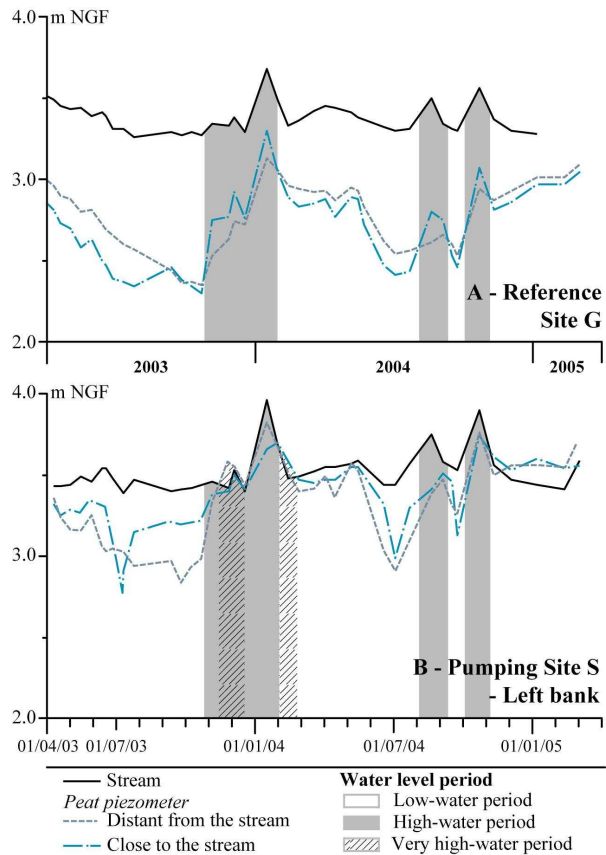 4.0
m NGF
3.0
2.0
A - Reference
Site G
2003
2004
2005
4.0
m NGF
3.0
2.0
B - Pumping Site S
- Left bank
01/04/03
01/07/03
01/01/04
01/07/04
01/01/05
Stream
Peat piezometer
Distant from the stream
Close to the stream
Water level period
Low-water period
High-water period
Very high-water period